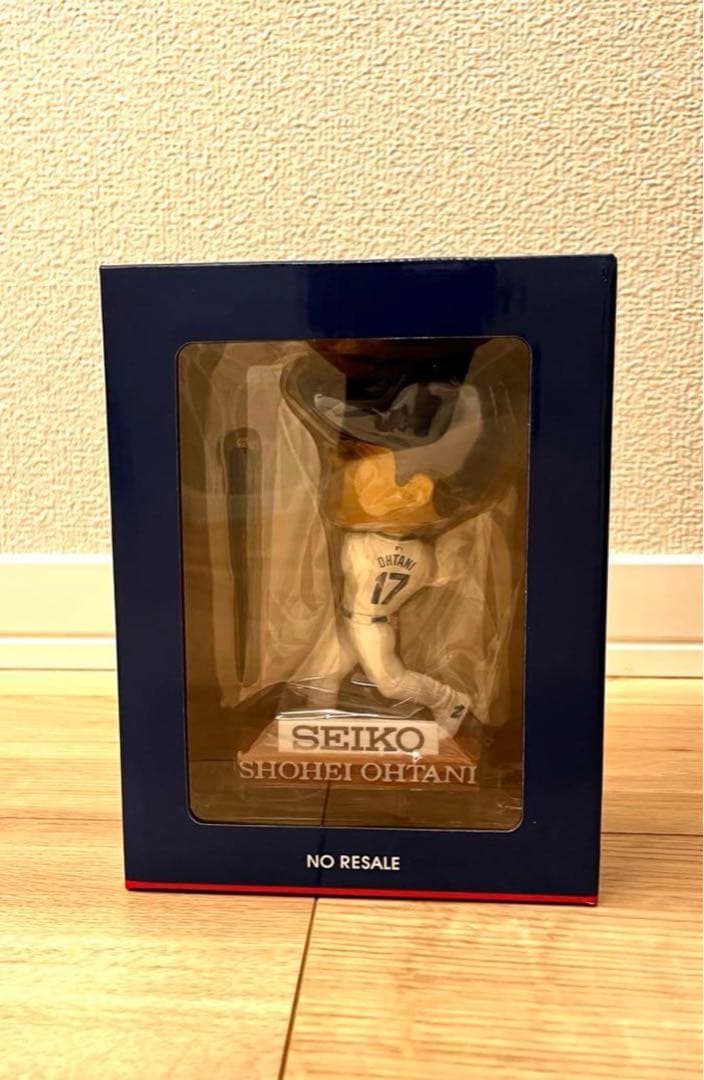 OHTANI
17
SEIKO
SHOHEI OHTANI
NO RESALE